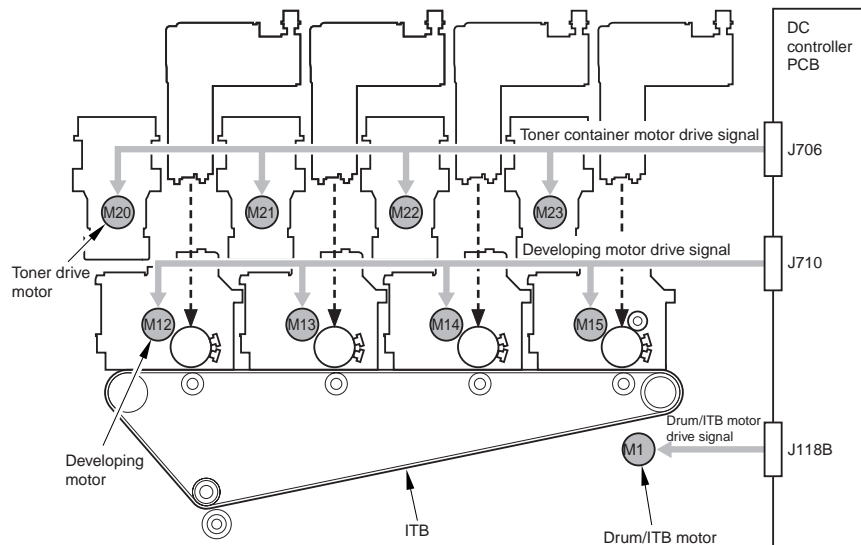 DC
controller
PCB
Toner container motor drive signal
J706
M20
M21
M22
M23
Developing motor drive signal
J710
Toner drive
motor
M12
M13
M14
M15
Drum/ITB motor
drive signal
M1
J118B
Developing
motor
ITB
Drum/ITB motor